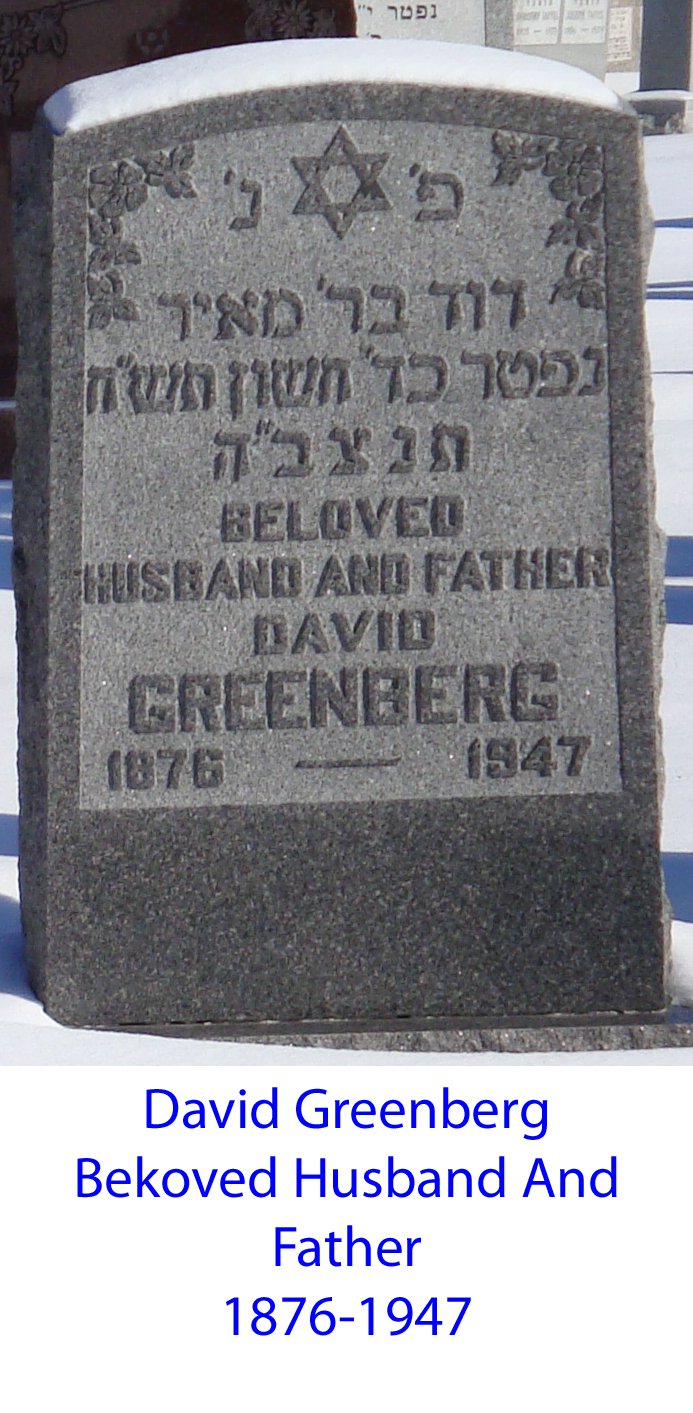 נפטר י"
פ' נ'
דוד בר' מאיר
נפטר כד' חשון תש"ח
ת נ צ ב"ה
BELOVED
HUSBAND AND FATHER
DAVID
GREENBERG
1876 — 1947
David Greenberg
Bekoved Husband And
Father
1876-1947